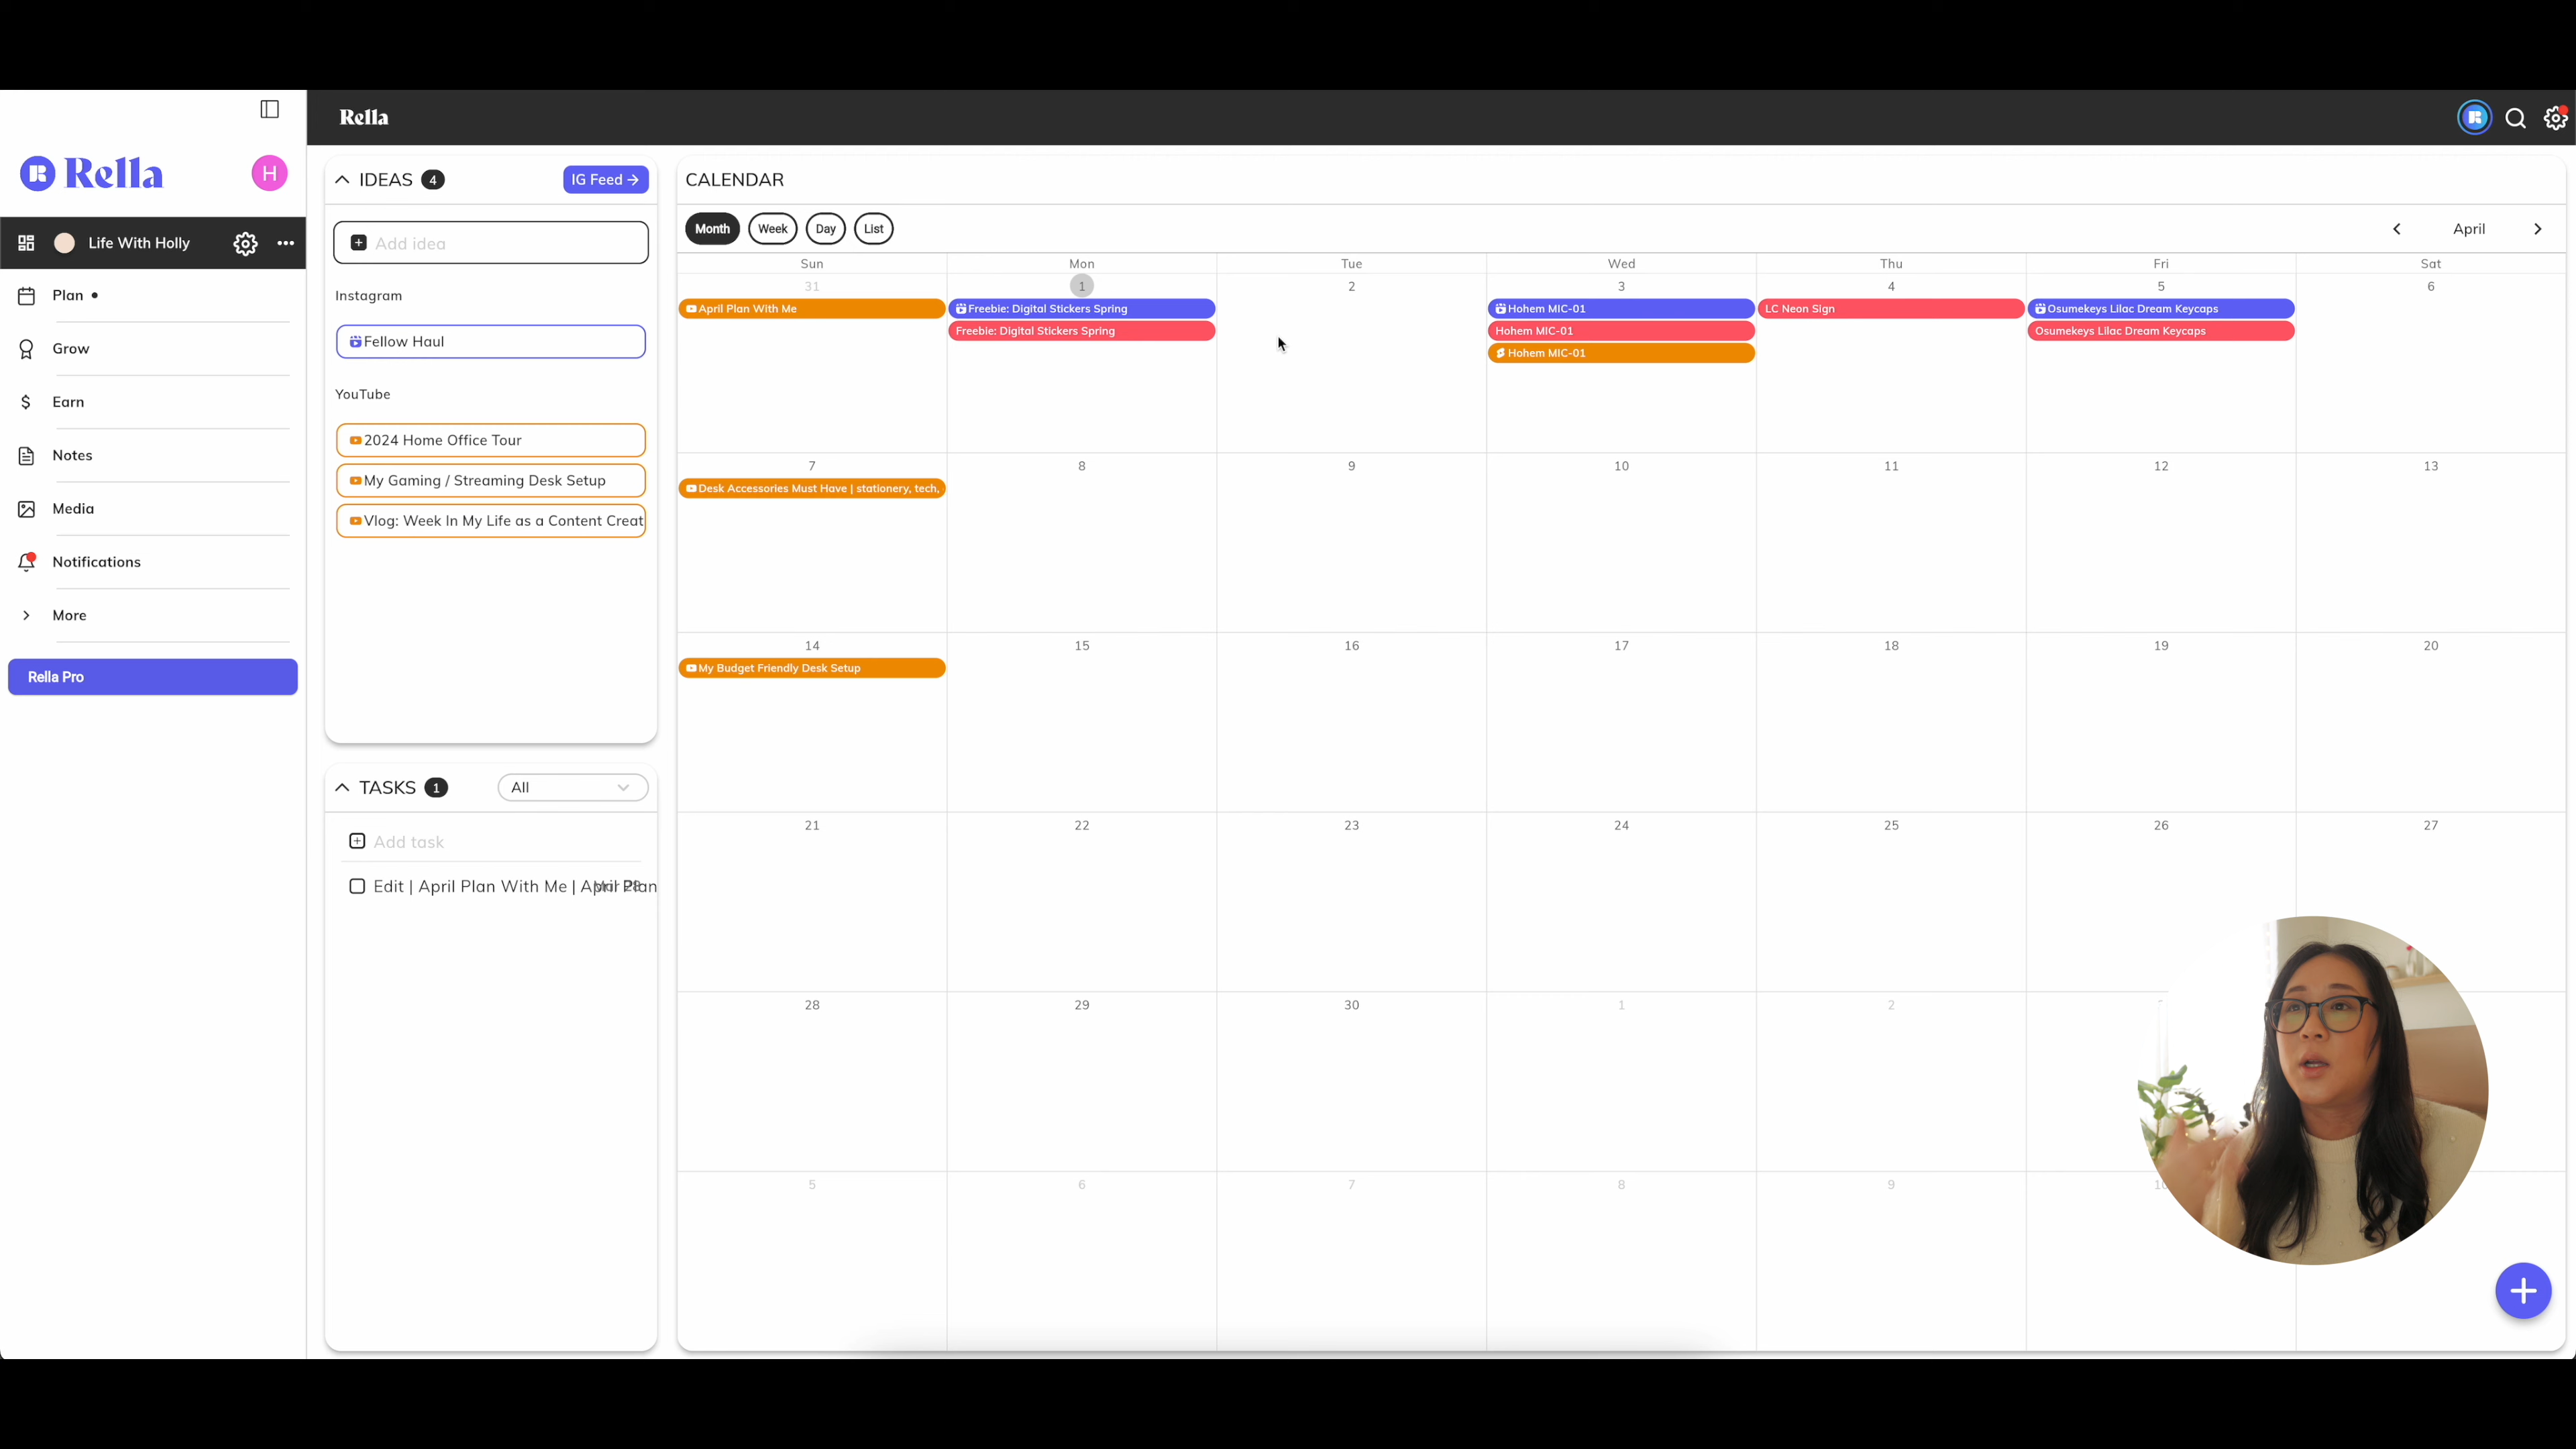 Rella
Rella
H
Life With Holly
Plan
Grow
Earn
Notes
Media
Notifications
More
Rella Pro
IDEAS 4
IG Feed →
Add idea
Instagram
Fellow Haul
YouTube
2024 Home Office Tour
My Gaming / Streaming Desk Setup
Vlog: Week In My Life as a Content Creat
TASKS 1
All
Add task
Edit | April Plan With Me | April Plan
CALENDAR
Month Week Day List
April
Sun Mon Tue Wed Thu Fri Sat
31 1 2 3 4 5 6
April Plan With Me
Freebie: Digital Stickers Spring
Freebie: Digital Stickers Spring
Hohem MIC-01
Hohem MIC-01
Hohem MIC-01
LC Neon Sign
Osumekeys Lilac Dream Keycaps
Osumekeys Lilac Dream Keycaps
7 8 9 10 11 12 13
Desk Accessories Must Have | stationery, tech,
14 15 16 17 18 19 20
My Budget Friendly Desk Setup
21 22 23 24 25 26 27
28 29 30 1 2
5 6 7 8 9